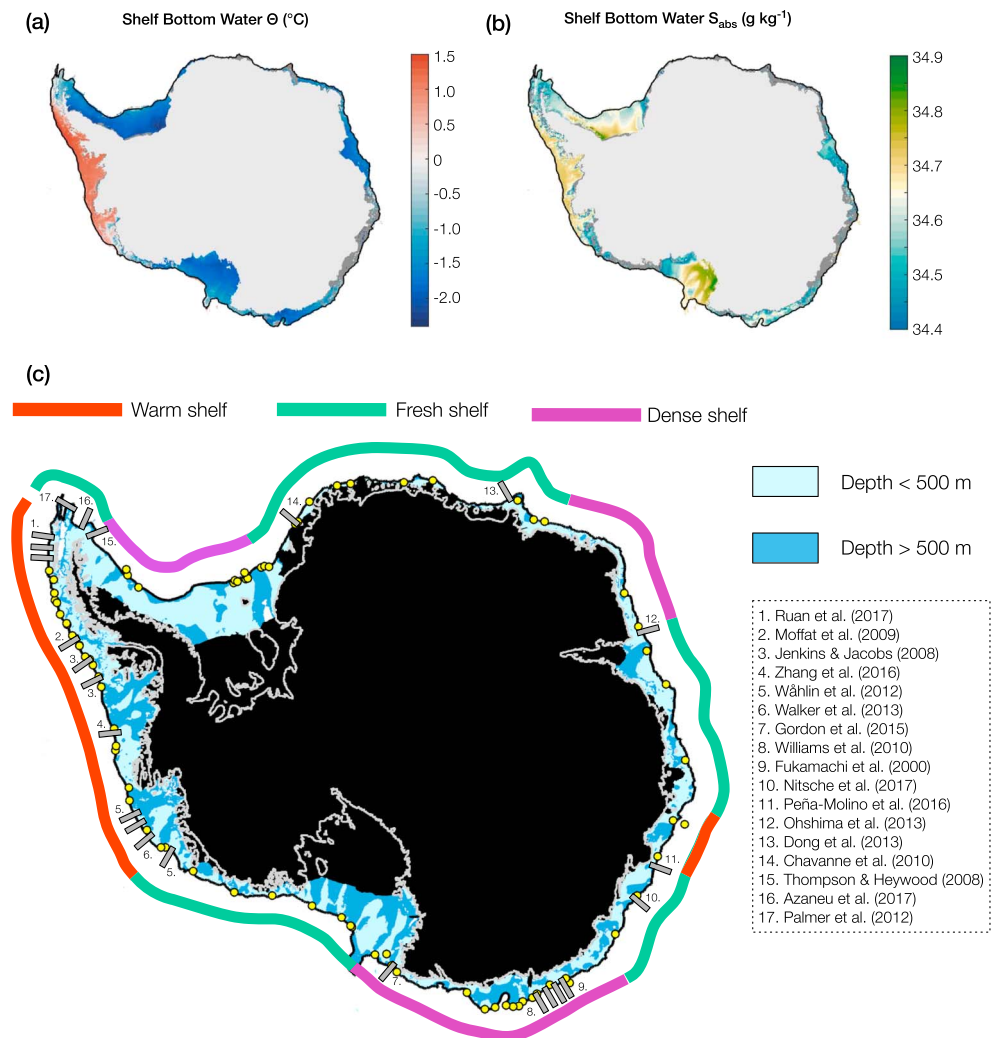 (a)
Shelf Bottom Water Θ (°C)
1.5
1.0
0.5
0
-0.5
-1.0
-1.5
-2.0
(b)
Shelf Bottom Water Sabs (g kg-1)
34.9
34.8
34.7
34.6
34.5
34.4
(c)
Warm shelf
Fresh shelf
Dense shelf
Depth < 500 m
Depth > 500 m
17.
16.
1.
15.
14.
13.
12.
2.
3.
3.
4.
5.
6.
5.
11.
10.
7.
9.
8.
1. Ruan et al. (2017)
2. Moffat et al. (2009)
3. Jenkins & Jacobs (2008)
4. Zhang et al. (2016)
5. Wåhlin et al. (2012)
6. Walker et al. (2013)
7. Gordon et al. (2015)
8. Williams et al. (2010)
9. Fukamachi et al. (2000)
10. Nitsche et al. (2017)
11. Peña-Molino et al. (2016)
12. Ohshima et al. (2013)
13. Dong et al. (2013)
14. Chavanne et al. (2010)
15. Thompson & Heywood (2008)
16. Azaneu et al. (2017)
17. Palmer et al. (2012)